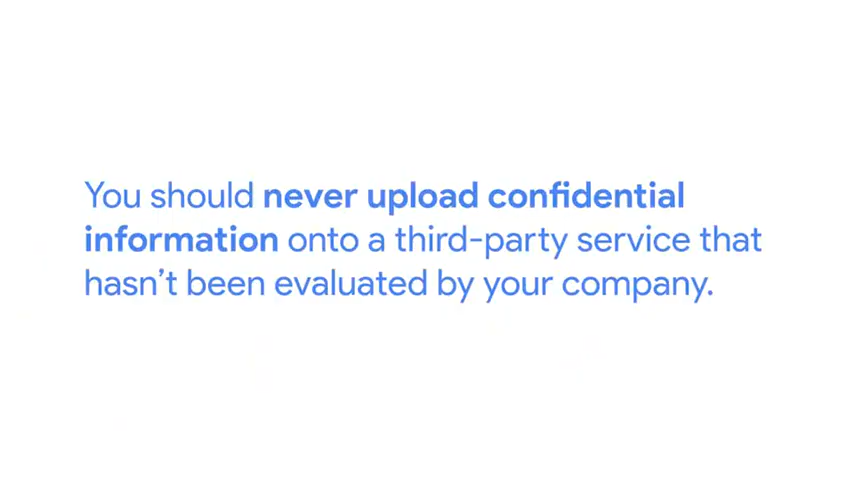 You should never upload confidential
information onto a third-party service that
hasn’t been evaluated by your company.